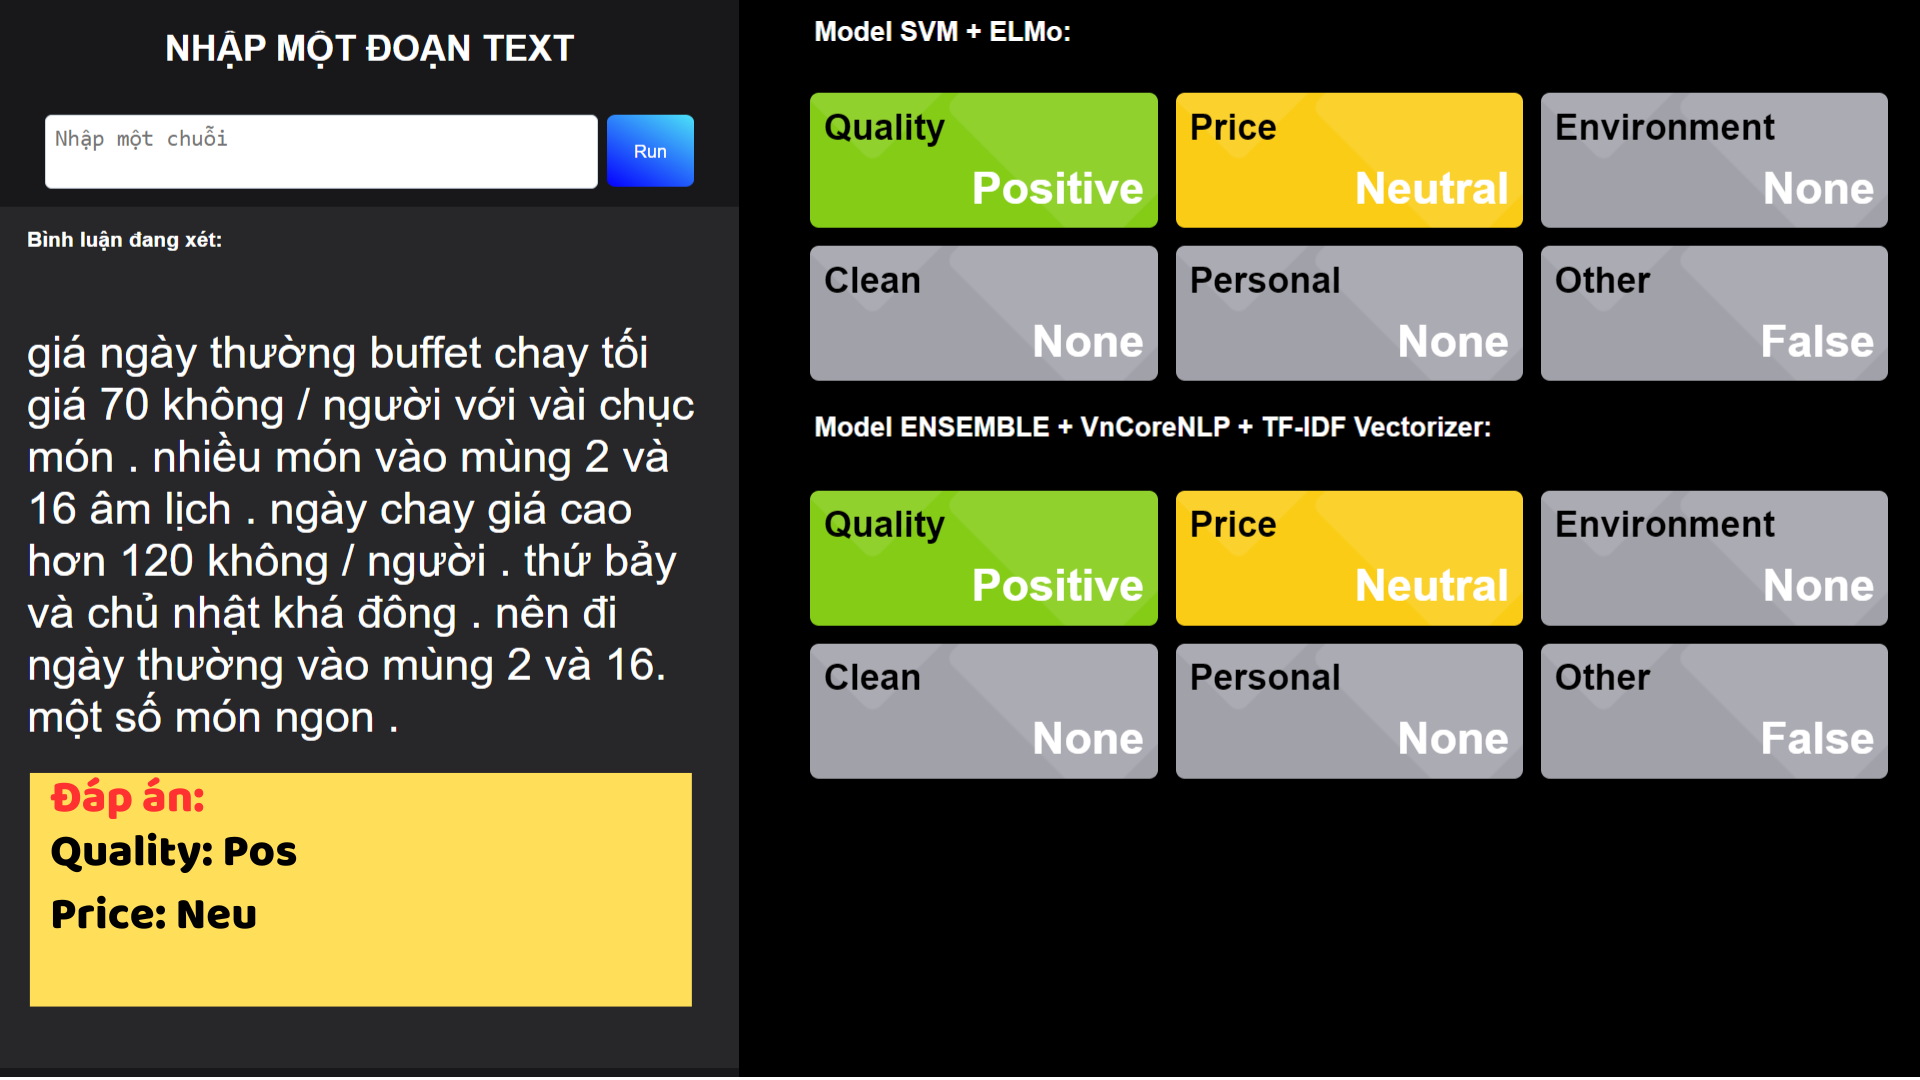 NHẬP MỘT ĐOẠN TEXT
Nhập một chuỗi
Run
Bình luận đang xét:
giá ngày thường buffet chay tối
giá 70 không / người với vài chục
món . nhiều món vào mùng 2 và
16 âm lịch . ngày chay giá cao
hơn 120 không / người . thứ bảy
và chủ nhật khá đông . nên đi
ngày thường vào mùng 2 và 16.
một số món ngon .
Đáp án:
Quality: Pos
Price: Neu
Model SVM + ELMo:
Quality
Positive
Price
Neutral
Environment
None
Clean
None
Personal
None
Other
False
Model ENSEMBLE + VnCoreNLP + TF-IDF Vectorizer:
Quality
Positive
Price
Neutral
Environment
None
Clean
None
Personal
None
Other
False